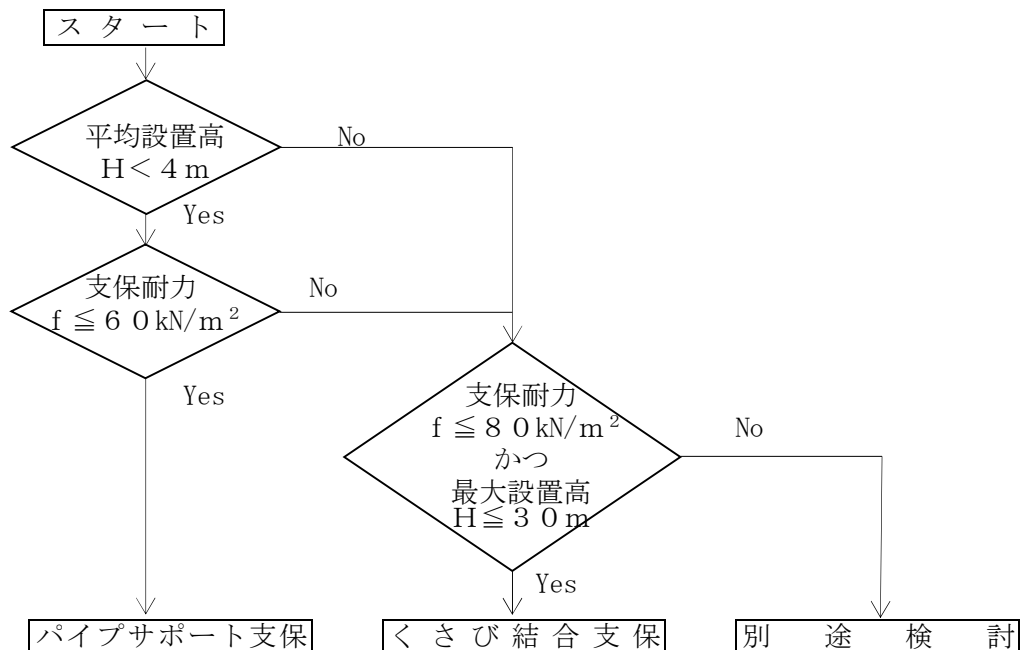 スタート
平均設置高
H＜4m
No
Yes
支保耐力
f≦60kN/m²
No
Yes
支保耐力
f≦80kN/m²
かつ
最大設置高
H≦30m
No
Yes
パイプサポート支保
くさび結合支保
別途検討